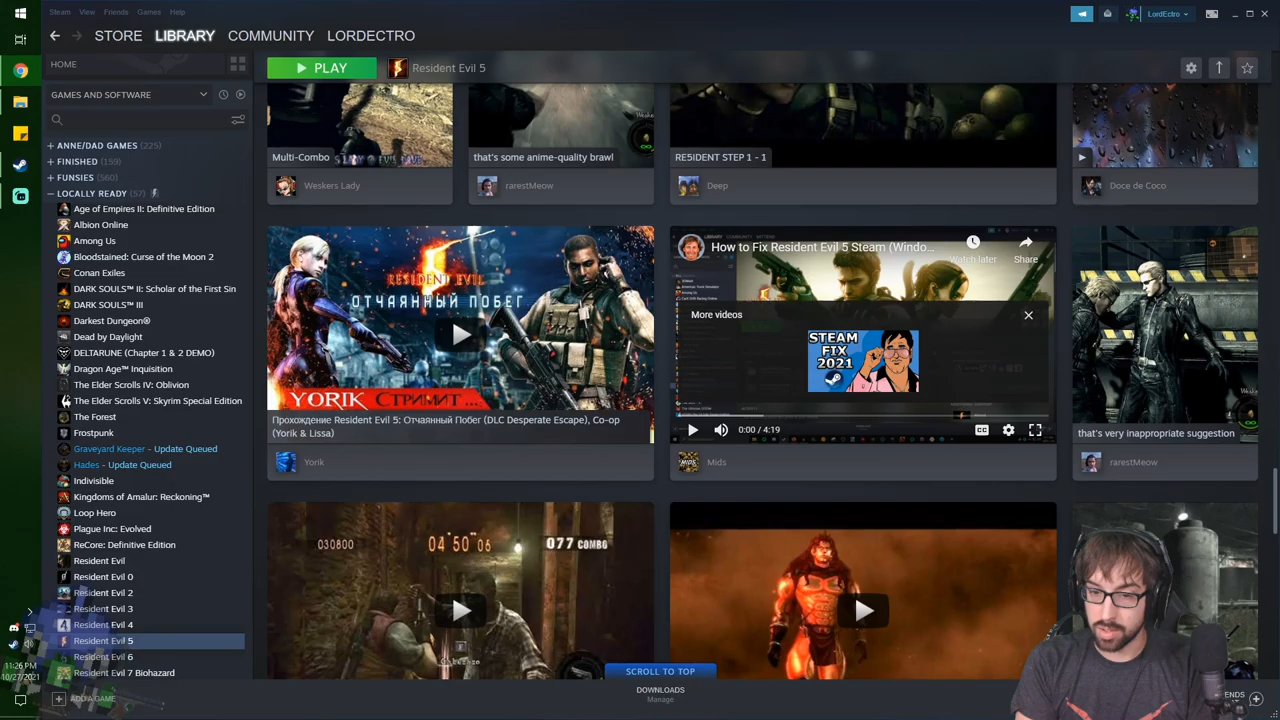 Steam View Friends Games Help
LordEctro
STORE LIBRARY COMMUNITY LORDECTRO
HOME
PLAY Resident Evil 5
GAMES AND SOFTWARE
+ ANNE/DAD GAMES (225)
+ FINISHED (159)
+ FUNSIES (560)
— LOCALLY READY (57)
Age of Empires II: Definitive Edition
Albion Online
Among Us
Bloodstained: Curse of the Moon 2
Conan Exiles
DARK SOULS™ II: Scholar of the First Sin
DARK SOULS™ III
Darkest Dungeon®
Dead by Daylight
DELTARUNE (Chapter 1 & 2 DEMO)
Dragon Age™ Inquisition
The Elder Scrolls IV: Oblivion
The Elder Scrolls V: Skyrim Special Edition
The Forest
Frostpunk
Graveyard Keeper - Update Queued
Hades - Update Queued
Indivisible
Kingdoms of Amalur: Reckoning™
Loop Hero
Plague Inc: Evolved
ReCore: Definitive Edition
Resident Evil
Resident Evil 0
Resident Evil 2
Resident Evil 3
Resident Evil 4
Resident Evil 5
Resident Evil 6
Resident Evil 7 Biohazard
ADD A GAME
11:26 PM
10/27/2021
Multi-Combo
Weskers Lady
that's some anime-quality brawl
rarestMeow
RE5IDENT STEP 1 - 1
Deep
Doce de Coco
RESIDENT EVIL
ОТЧАЯННЫЙ ПОБЕГ
YORIK СТРИМИТ...
Прохождение Resident Evil 5: Отчаянный Побег (DLC Desperate Escape), Co-op
(Yorik & Lissa)
Yorik
How to Fix Resident Evil 5 Steam (Windo...
Watch later
Share
More videos
STEAM
FIX
2021
0:00 / 4:19
CC
MIDS
Mids
that's very inappropriate suggestion
rarestMeow
030800
04'50"06
077 COMBO
SCROLL TO TOP
DOWNLOADS
Manage